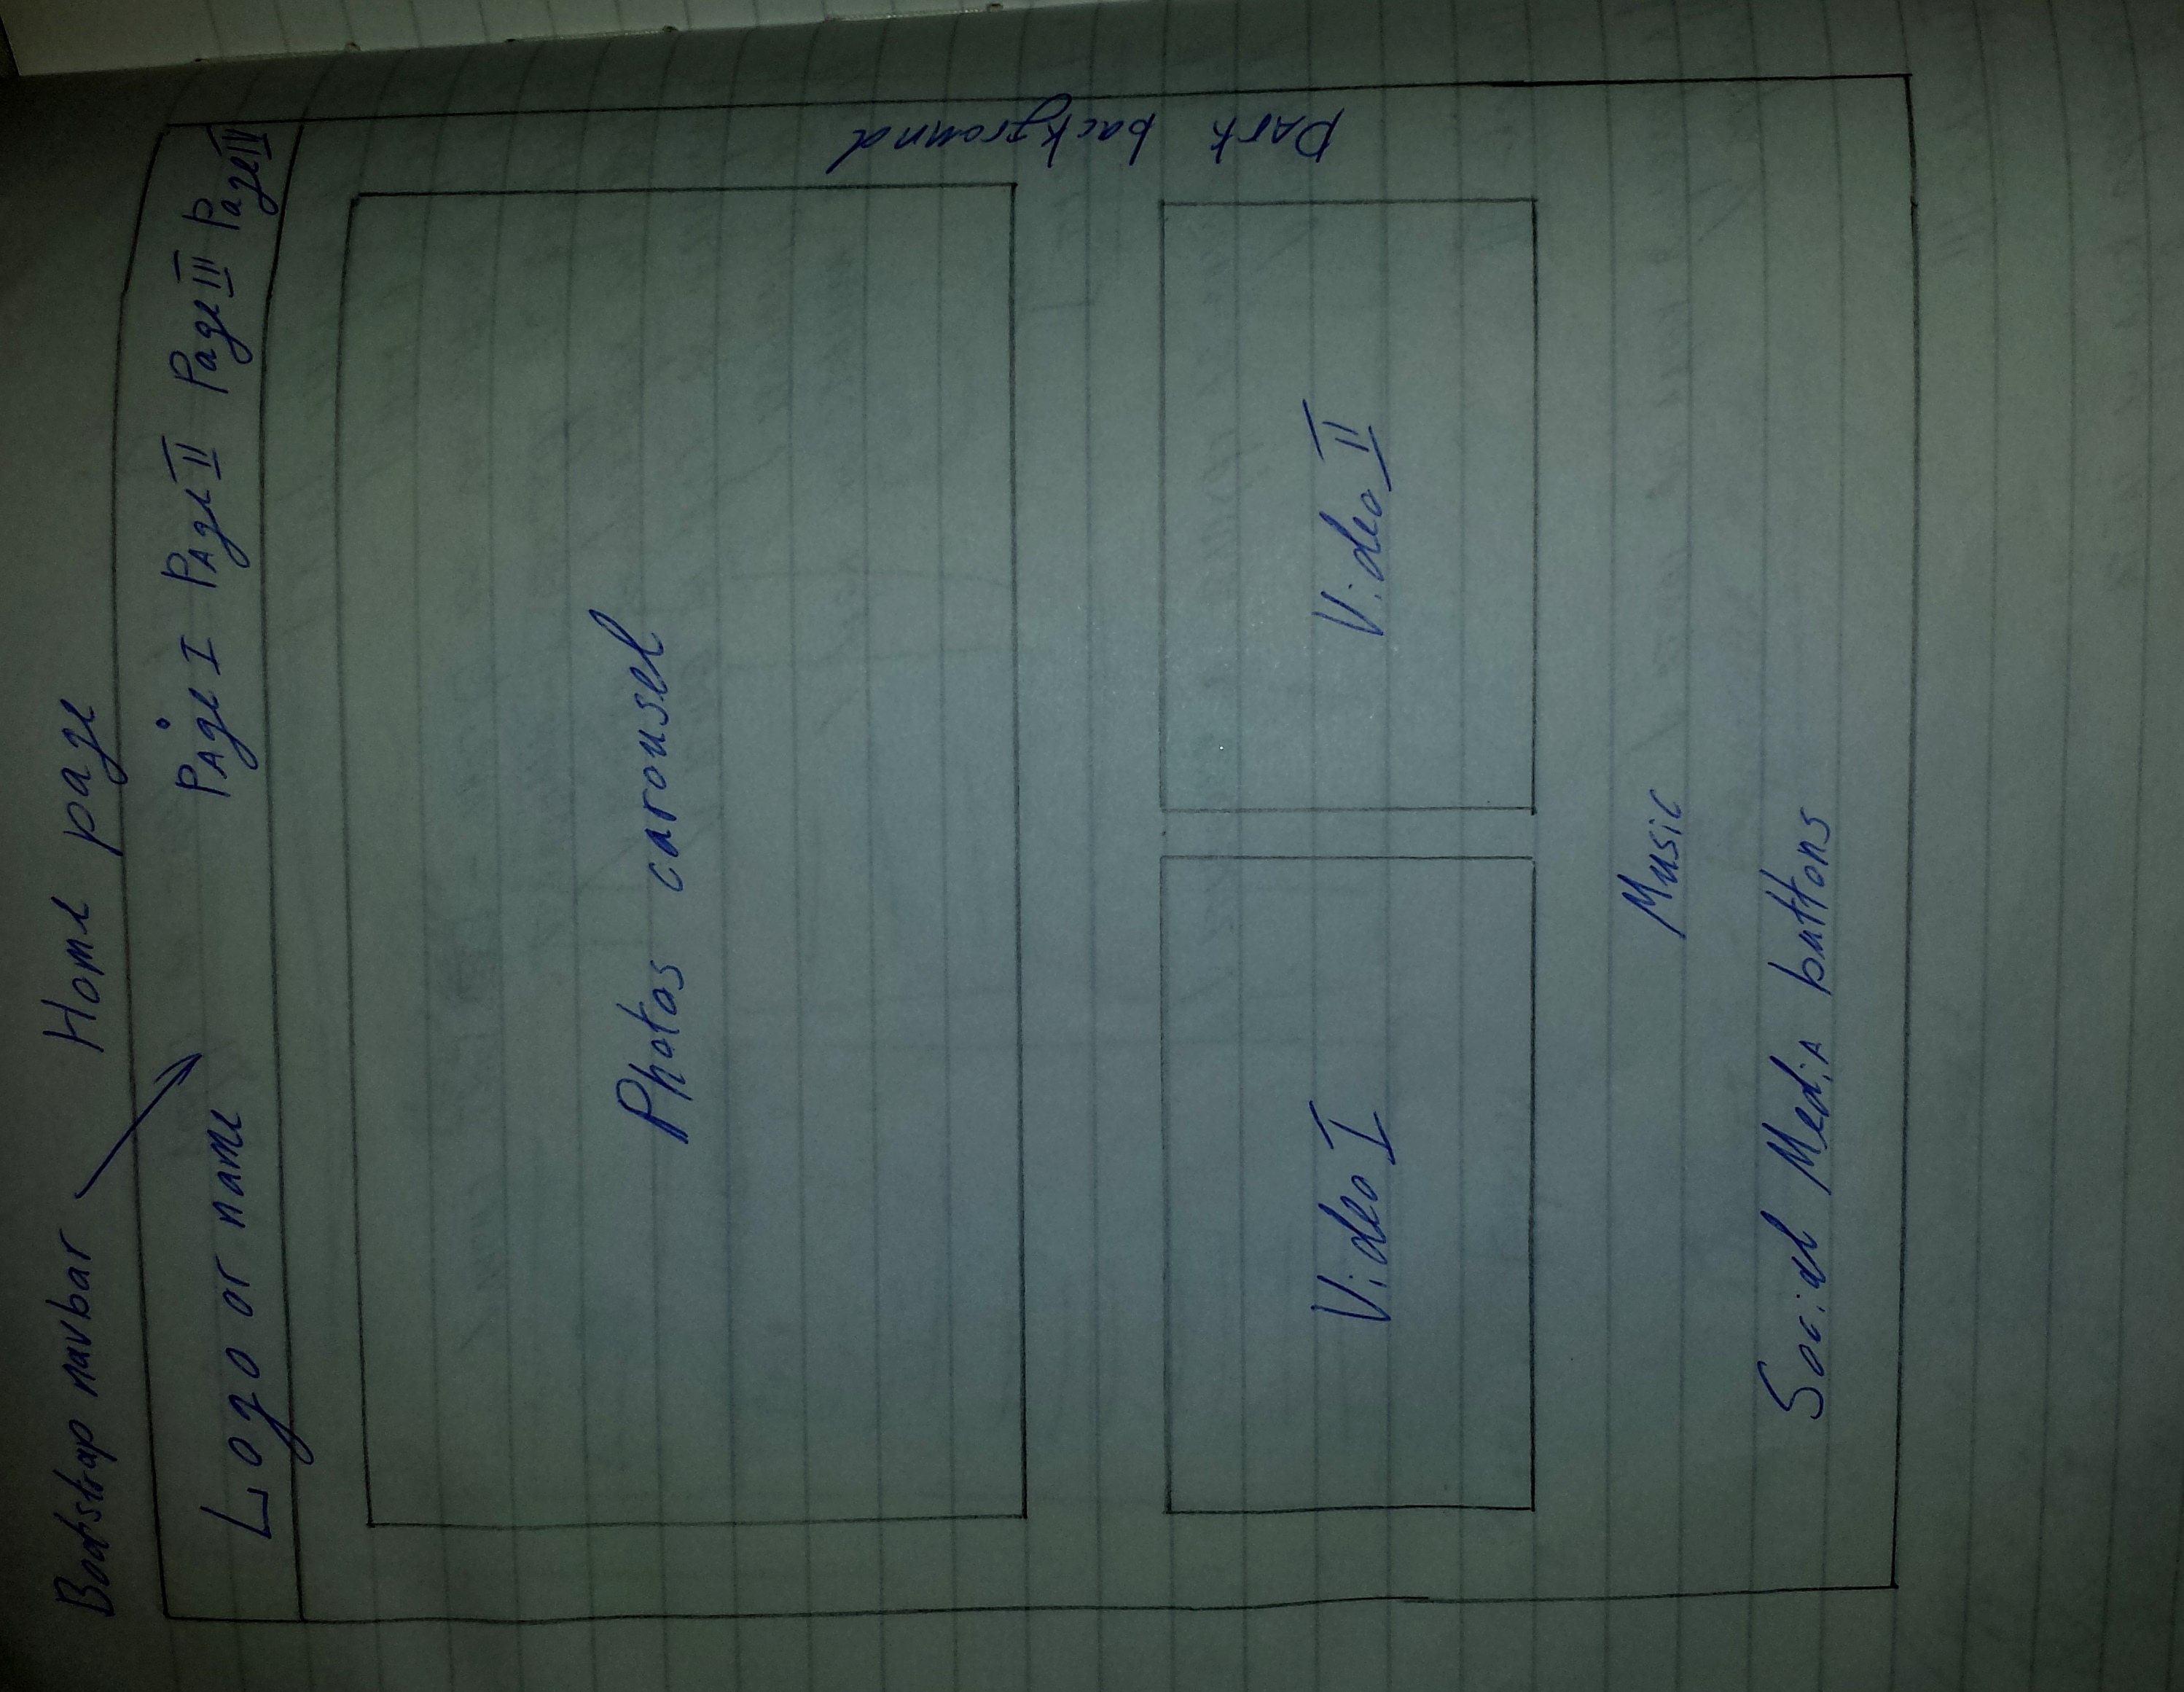 Bootstrap navbar
Home page
Logo or name
PAge I PAge II Page III Page IV
Photos carousel
Video I
Video II
DArk background
Music
Social MediA buttons